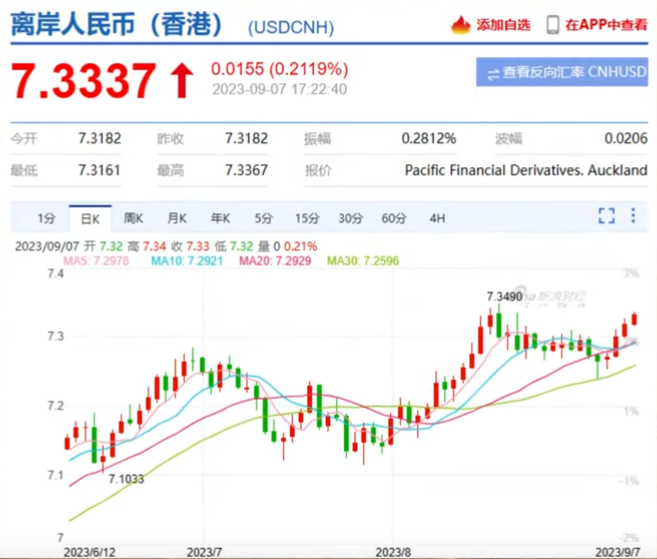 离岸人民币（香港） (USDCNH) 添加自选 在APP中查看
7.3337 0.0155 (0.2119%) 查看反向汇率 CNHUSD
2023-09-07 17:22:40
今开 7.3182 昨收 7.3182 振幅 0.2812% 波幅 0.0206
最低 7.3161 最高 7.3367 报价 Pacific Financial Derivatives. Auckland
1分 日K 周K 月K 年K 5分 15分 30分 60分 4H
2023/09/07 开 7.32 高 7.34 收 7.33 低 7.32 量 0 0.21%
MA5: 7.2978 MA10: 7.2921 MA20: 7.2929 MA30: 7.2596
7.4 3%
7.3490 新浪财经
7.3 2%
7.2 1%
7.1 -1%
7.1033
7 -2%
2023/6/12 2023/7 2023/8 2023/9/7